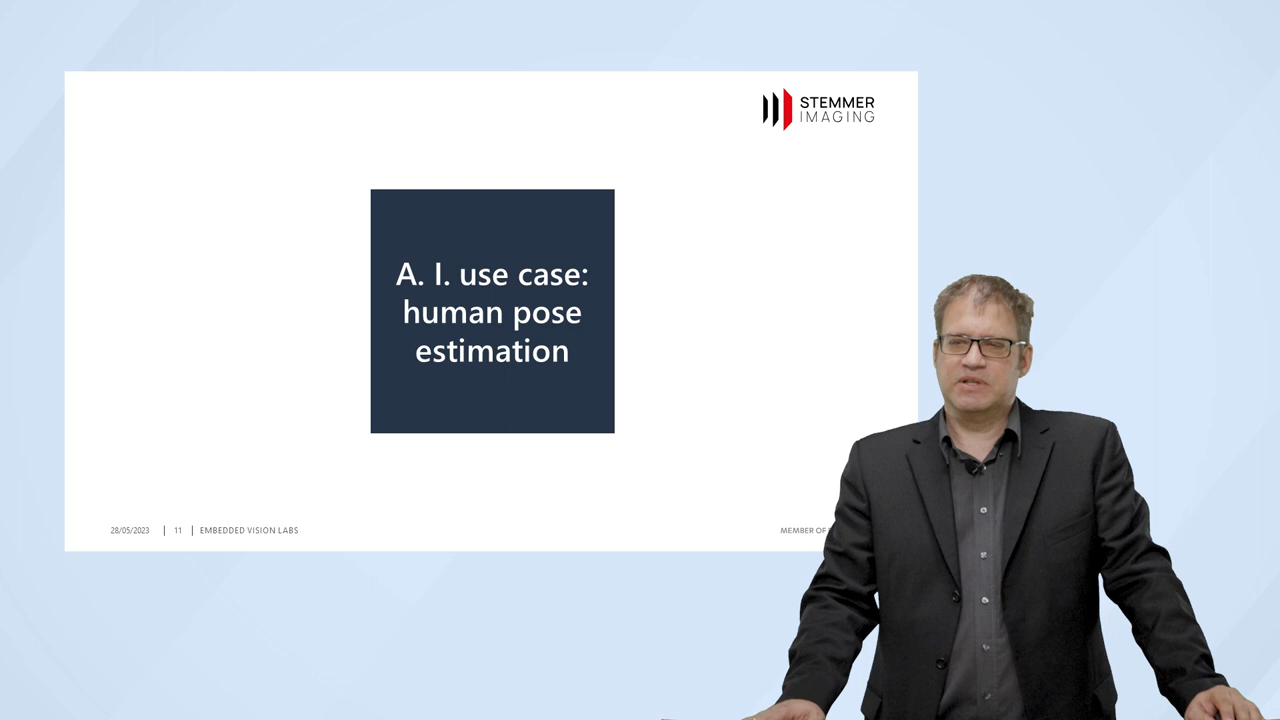 STEMMER
IMAGING
A. I. use case:
human pose
estimation
28/05/2023 | 11 | EMBEDDED VISION LABS
MEMBER OF